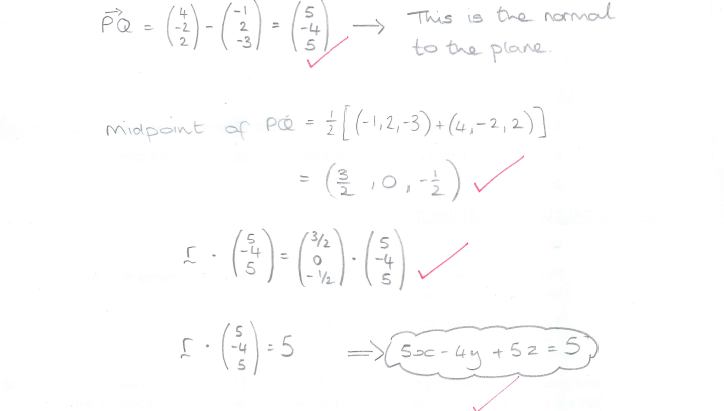 PQ→ = (4 -2 2) - (-1 2 -3) = (5 -4 5) → This is the normal
to the plane.
Midpoint of PQ = 1/2 [(-1,2,-3)+(4,-2,2)]
= (3/2, 0, -1/2)
r · (5 -4 5) = (3/2 0 -1/2) · (5 -4 5)
r · (5 -4 5) = 5 ⇒ 5x - 4y + 5z = 5